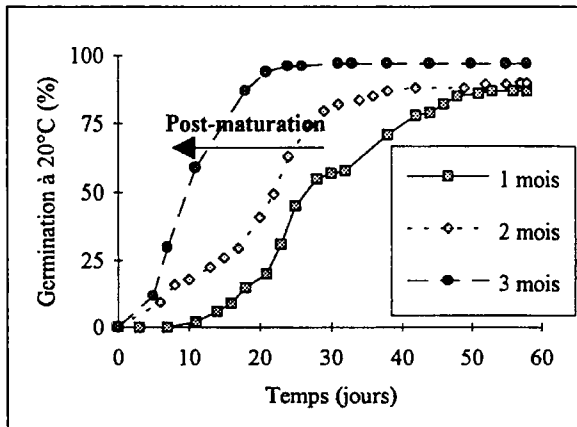 Germination à 20°C (%)
100
75
50
25
0
Post-maturation
1 mois
2 mois
3 mois
0 10 20 30 40 50 60
Temps (jours)